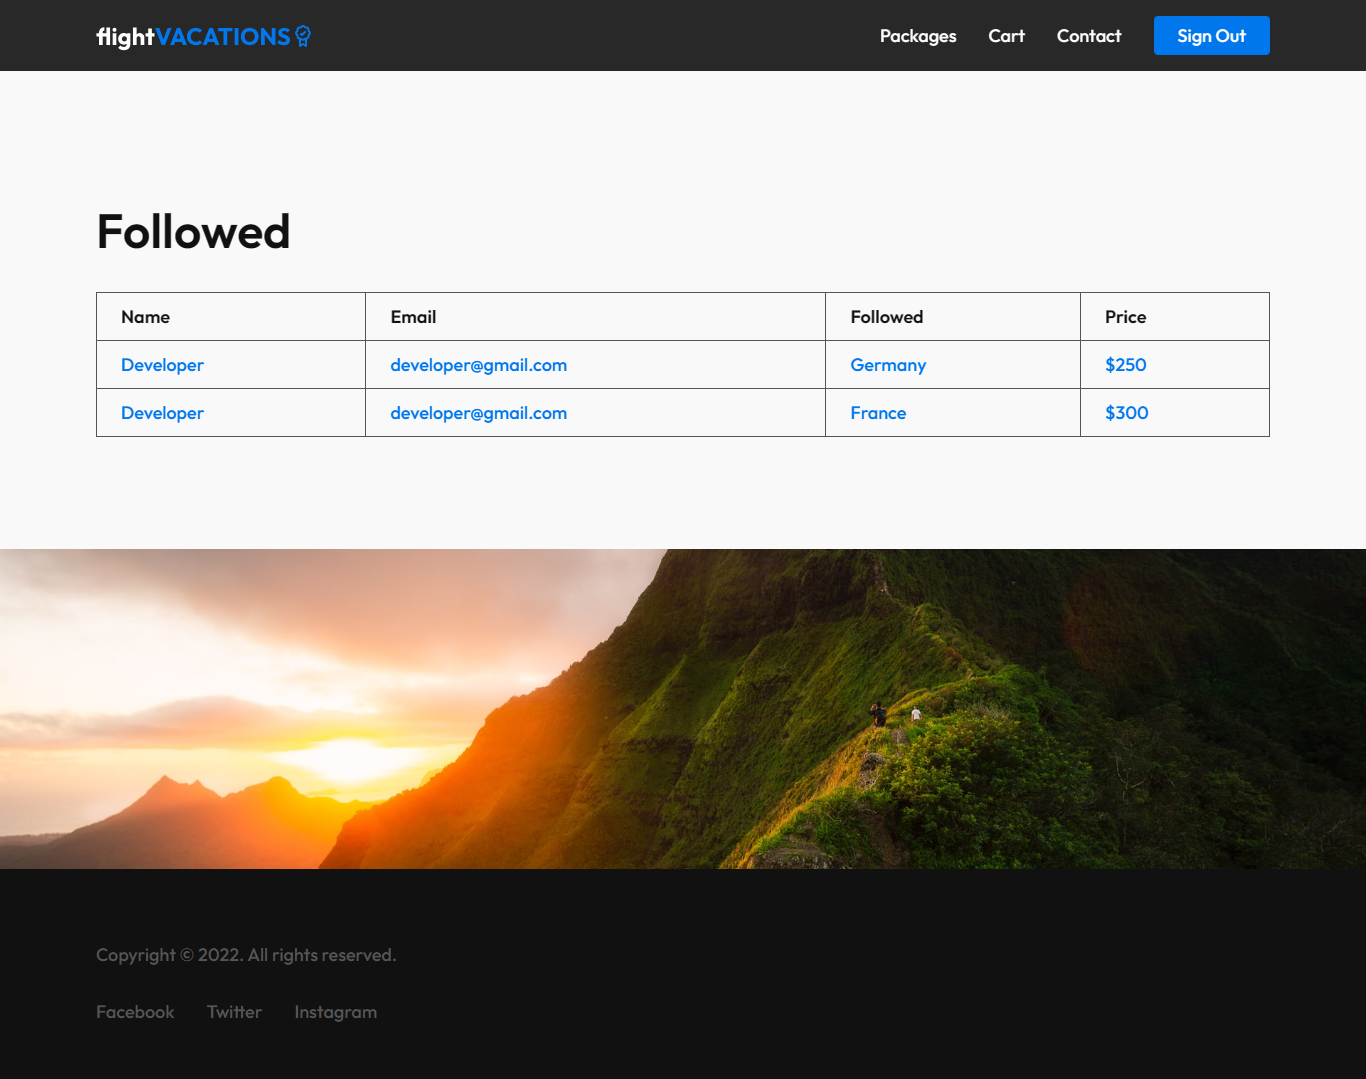 flightVACATIONS
Packages Cart Contact Sign Out
Followed
Name Email Followed Price
Developer developer@gmail.com Germany $250
Developer developer@gmail.com France $300
Copyright © 2022. All rights reserved.
Facebook Twitter Instagram